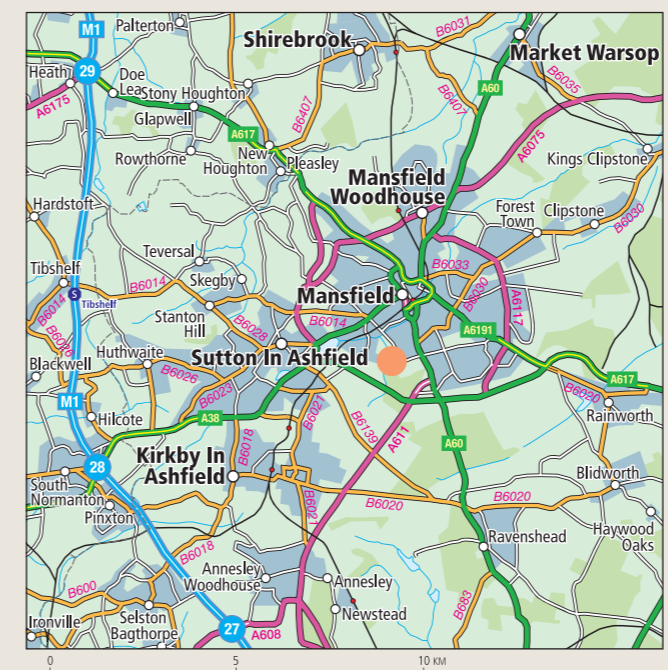 M1
Palterton
Shirebrook
B6031
Market Warsop
Heath
29
Doe
Lea
Stony Houghton
A6175
Glapwell
B6407
B6407
A60
B6035
A617
Rowthorne
New
Houghton
Pleasley
A6075
Kings Clipstone
Mansfield
Woodhouse
Hardstoft
Forest
Town
Clipstone
B6030
Teversal
Tibshelf
B6014
Skegby
B6033
S
Tibshelf
Mansfield
B6030
A6117
B6014
Stanton
Hill
B6028
B6014
A6191
Blackwell
Huthwaite
Sutton In Ashfield
B6026
A617
B6020
M1
B6023
Rainworth
Hilcote
A38
B6021
B6139
A611
A60
B6018
Kirkby In
Ashfield
28
South
Normanton
Blidworth
B6020
B6020
Pinxton
B6021
Haywood
Oaks
Ravenshead
B6018
Annesley
Woodhouse
Annesley
B600
Newstead
B683
Ironville
Selston
Bagthorpe
27
A608
0
5
10 KM